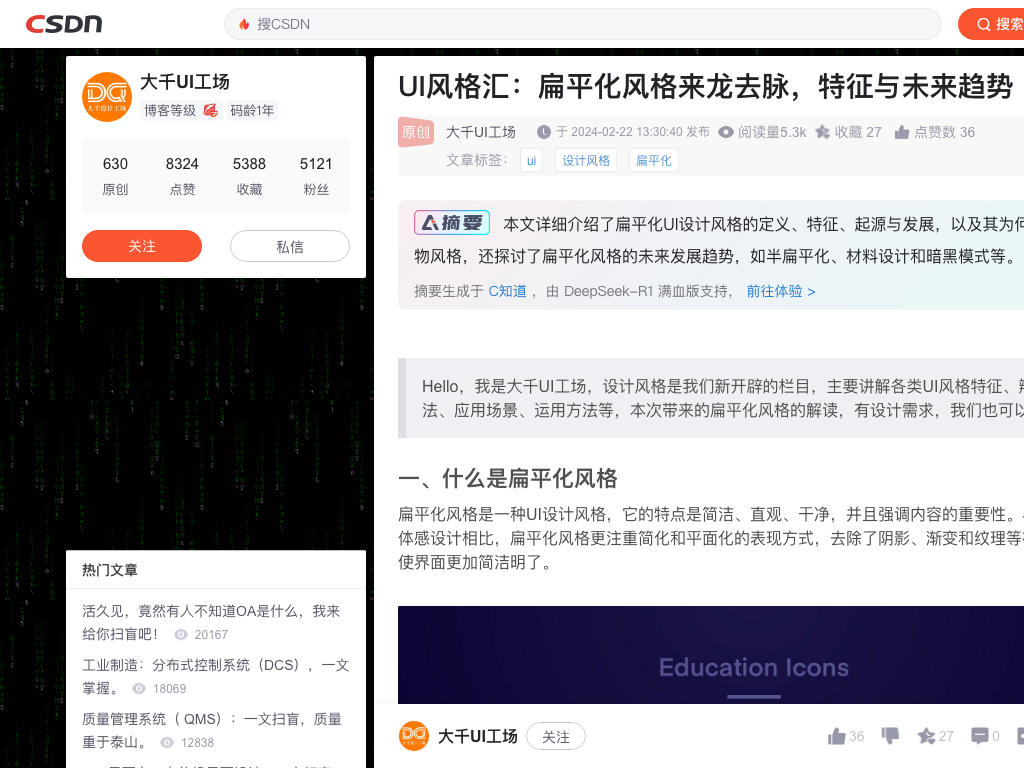 CSDN
搜CSDN
搜索
大千UI工场
博客等级
码龄1年
630 8324 5388 5121
原创 点赞 收藏 粉丝
关注
私信
热门文章
活久见，竟然有人不知道OA是什么，我来
给你扫盲吧！ 20167
工业制造：分布式控制系统（DCS），一文
掌握。 18069
质量管理系统（ QMS）：一文扫盲，质量
重于泰山。 12838
UI风格汇：扁平化风格来龙去脉，特征与未来趋势
原创 大千UI工场 于 2024-02-22 13:30:40 发布 阅读量5.3k 收藏 27 点赞数 36
文章标签： ui 设计风格 扁平化
摘要 本文详细介绍了扁平化UI设计风格的定义、特征、起源与发展，以及其为何
物风格，还探讨了扁平化风格的未来发展趋势，如半扁平化、材料设计和暗黑模式等。
摘要生成于 C知道 ，由 DeepSeek-R1 满血版支持， 前往体验 >
Hello，我是大千UI工场，设计风格是我们新开辟的栏目，主要讲解各类UI风格特征、
法、应用场景、运用方法等，本次带来的扁平化风格的解读，有设计需求，我们也可以
一、什么是扁平化风格
扁平化风格是一种UI设计风格，它的特点是简洁、直观、干净，并且强调内容的重要性。
体感设计相比，扁平化风格更注重简化和平面化的表现方式，去除了阴影、渐变和纹理等
使界面更加简洁明了。
Education Icons
大千UI工场 关注 36 27 0